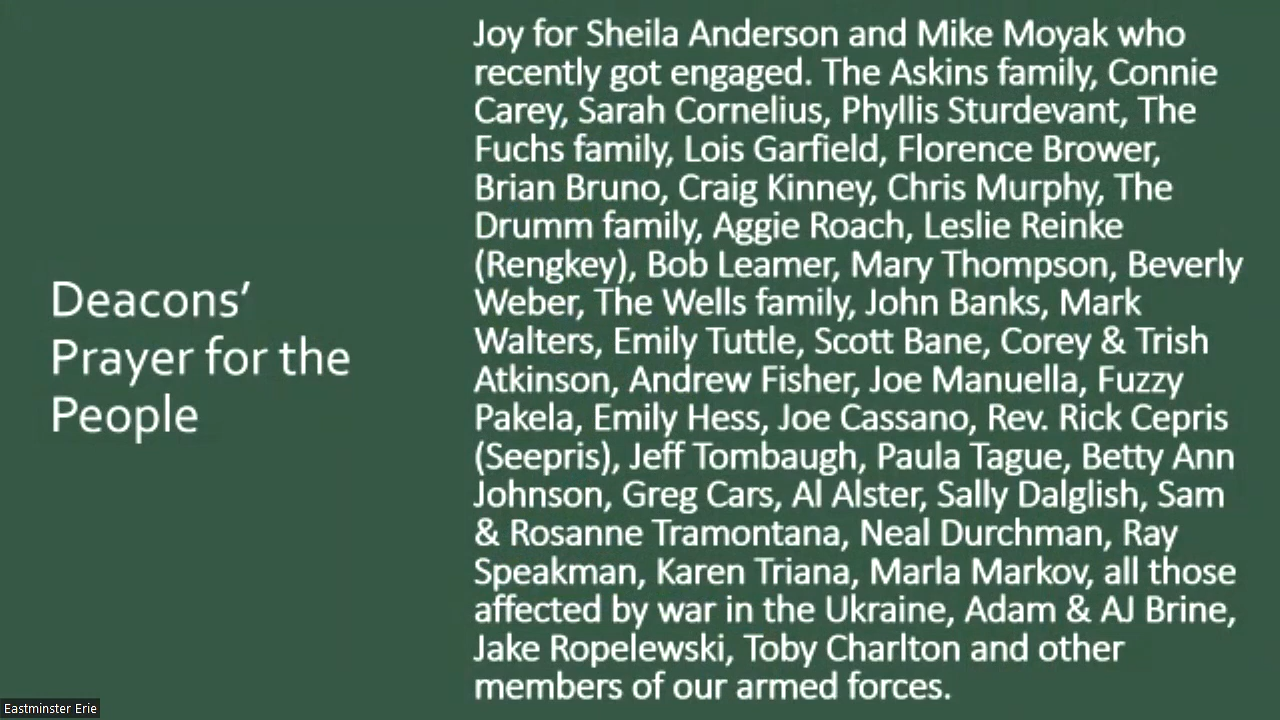 Deacons'
Prayer for the
People
Joy for Sheila Anderson and Mike Moyak who
recently got engaged. The Askins family, Connie
Carey, Sarah Cornelius, Phyllis Sturdevant, The
Fuchs family, Lois Garfield, Florence Brower,
Brian Bruno, Craig Kinney, Chris Murphy, The
Drumm family, Aggie Roach, Leslie Reinke
(Rengkey), Bob Leamer, Mary Thompson, Beverly
Weber, The Wells family, John Banks, Mark
Walters, Emily Tuttle, Scott Bane, Corey & Trish
Atkinson, Andrew Fisher, Joe Manuella, Fuzzy
Pakela, Emily Hess, Joe Cassano, Rev. Rick Cepris
(Seepris), Jeff Tombaugh, Paula Tague, Betty Ann
Johnson, Greg Cars, Al Alster, Sally Dalglish, Sam
& Rosanne Tramontana, Neal Durchman, Ray
Speakman, Karen Triana, Marla Markov, all those
affected by war in the Ukraine, Adam & AJ Brine,
Jake Ropelewski, Toby Charlton and other
members of our armed forces.
Eastminster Erie